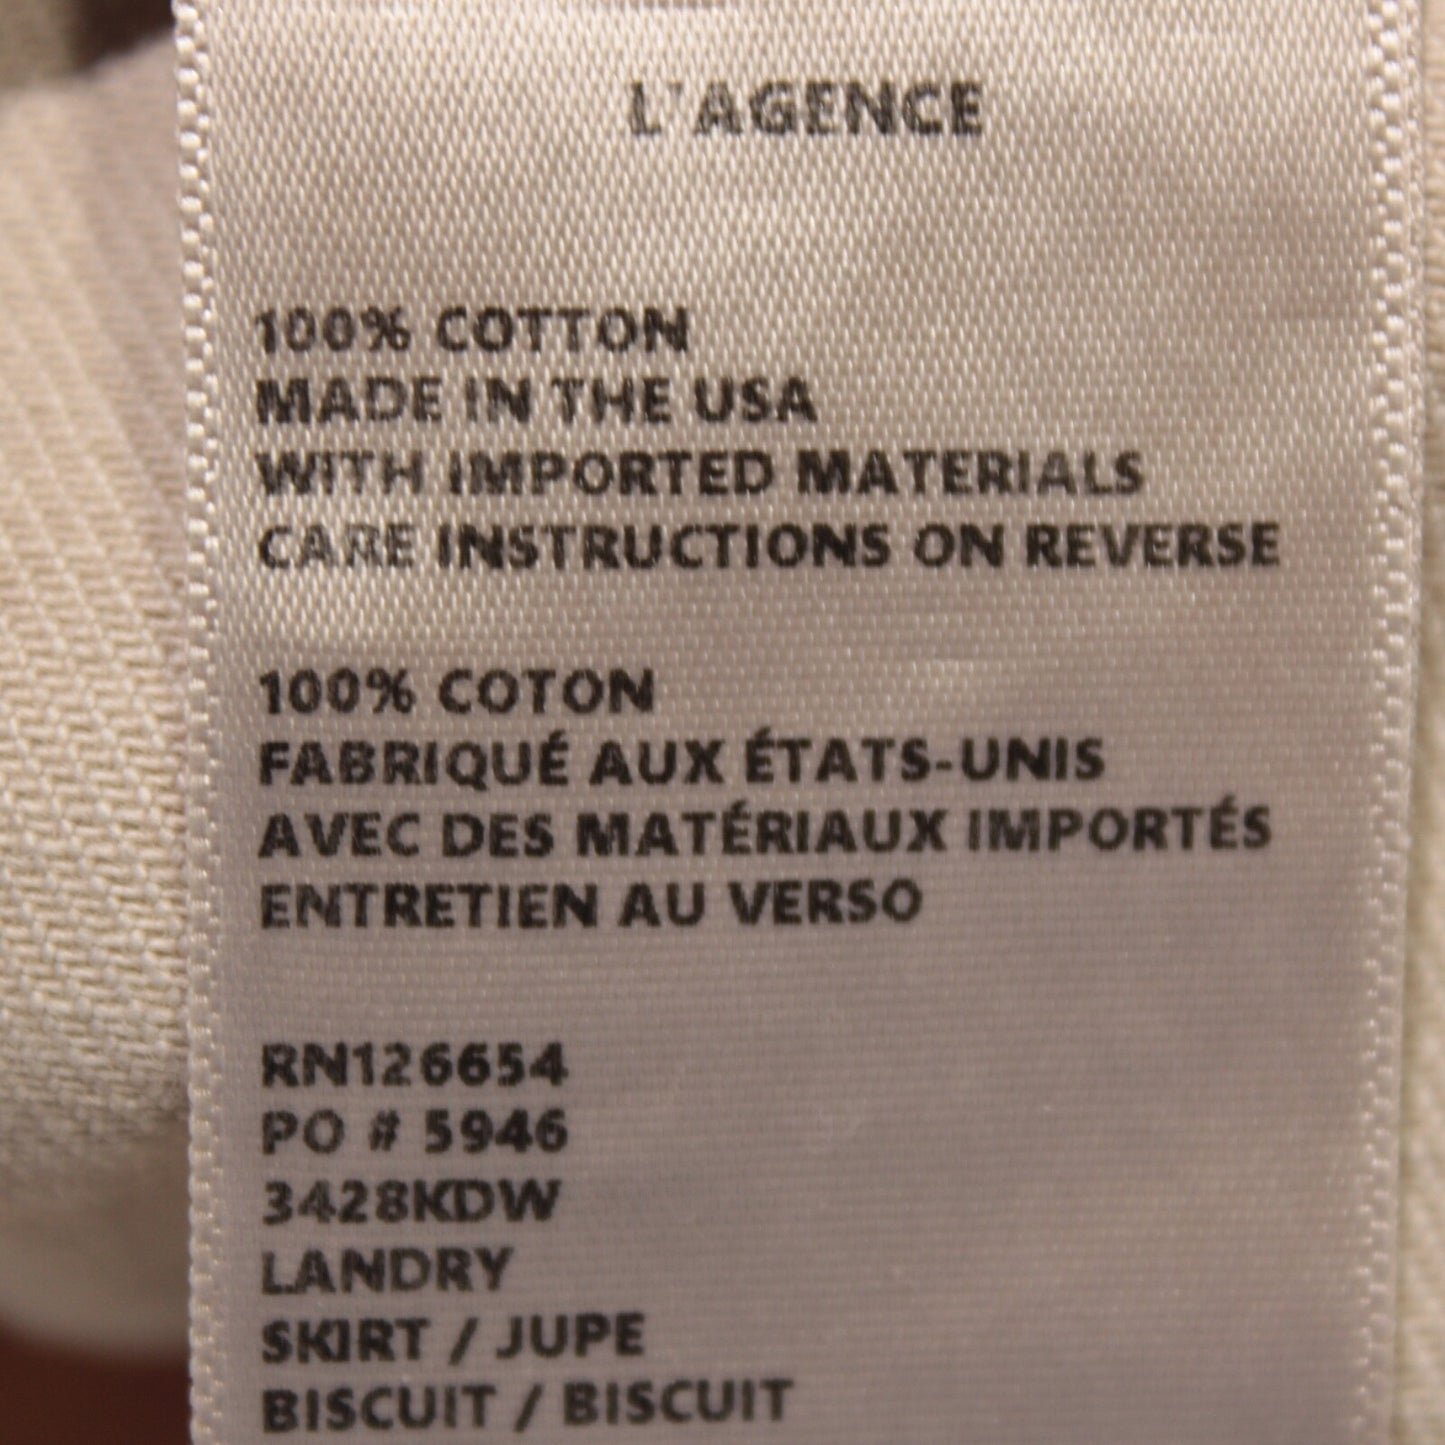 L'AGENCE
100% COTTON
MADE IN THE USA
WITH IMPORTED MATERIALS
CARE INSTRUCTIONS ON REVERSE
100% COTON
FABRIQUÉ AUX ÉTATS-UNIS
AVEC DES MATÉRIAUX IMPORTÉS
ENTRETIEN AU VERSO
RN126654
PO # 5946
3428KDW
LANDRY
SKIRT / JUPE
BISCUIT / BISCUIT